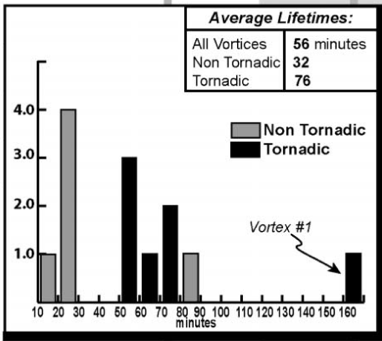 Average Lifetimes:
All Vortices 56 minutes
Non Tornadic 32
Tornadic 76
4.0
3.0
2.0
1.0
Non Tornadic
Tornadic
Vortex #1
10 20 30 40 50 60 70 80 90 100 110 120 130 140 150 160
minutes